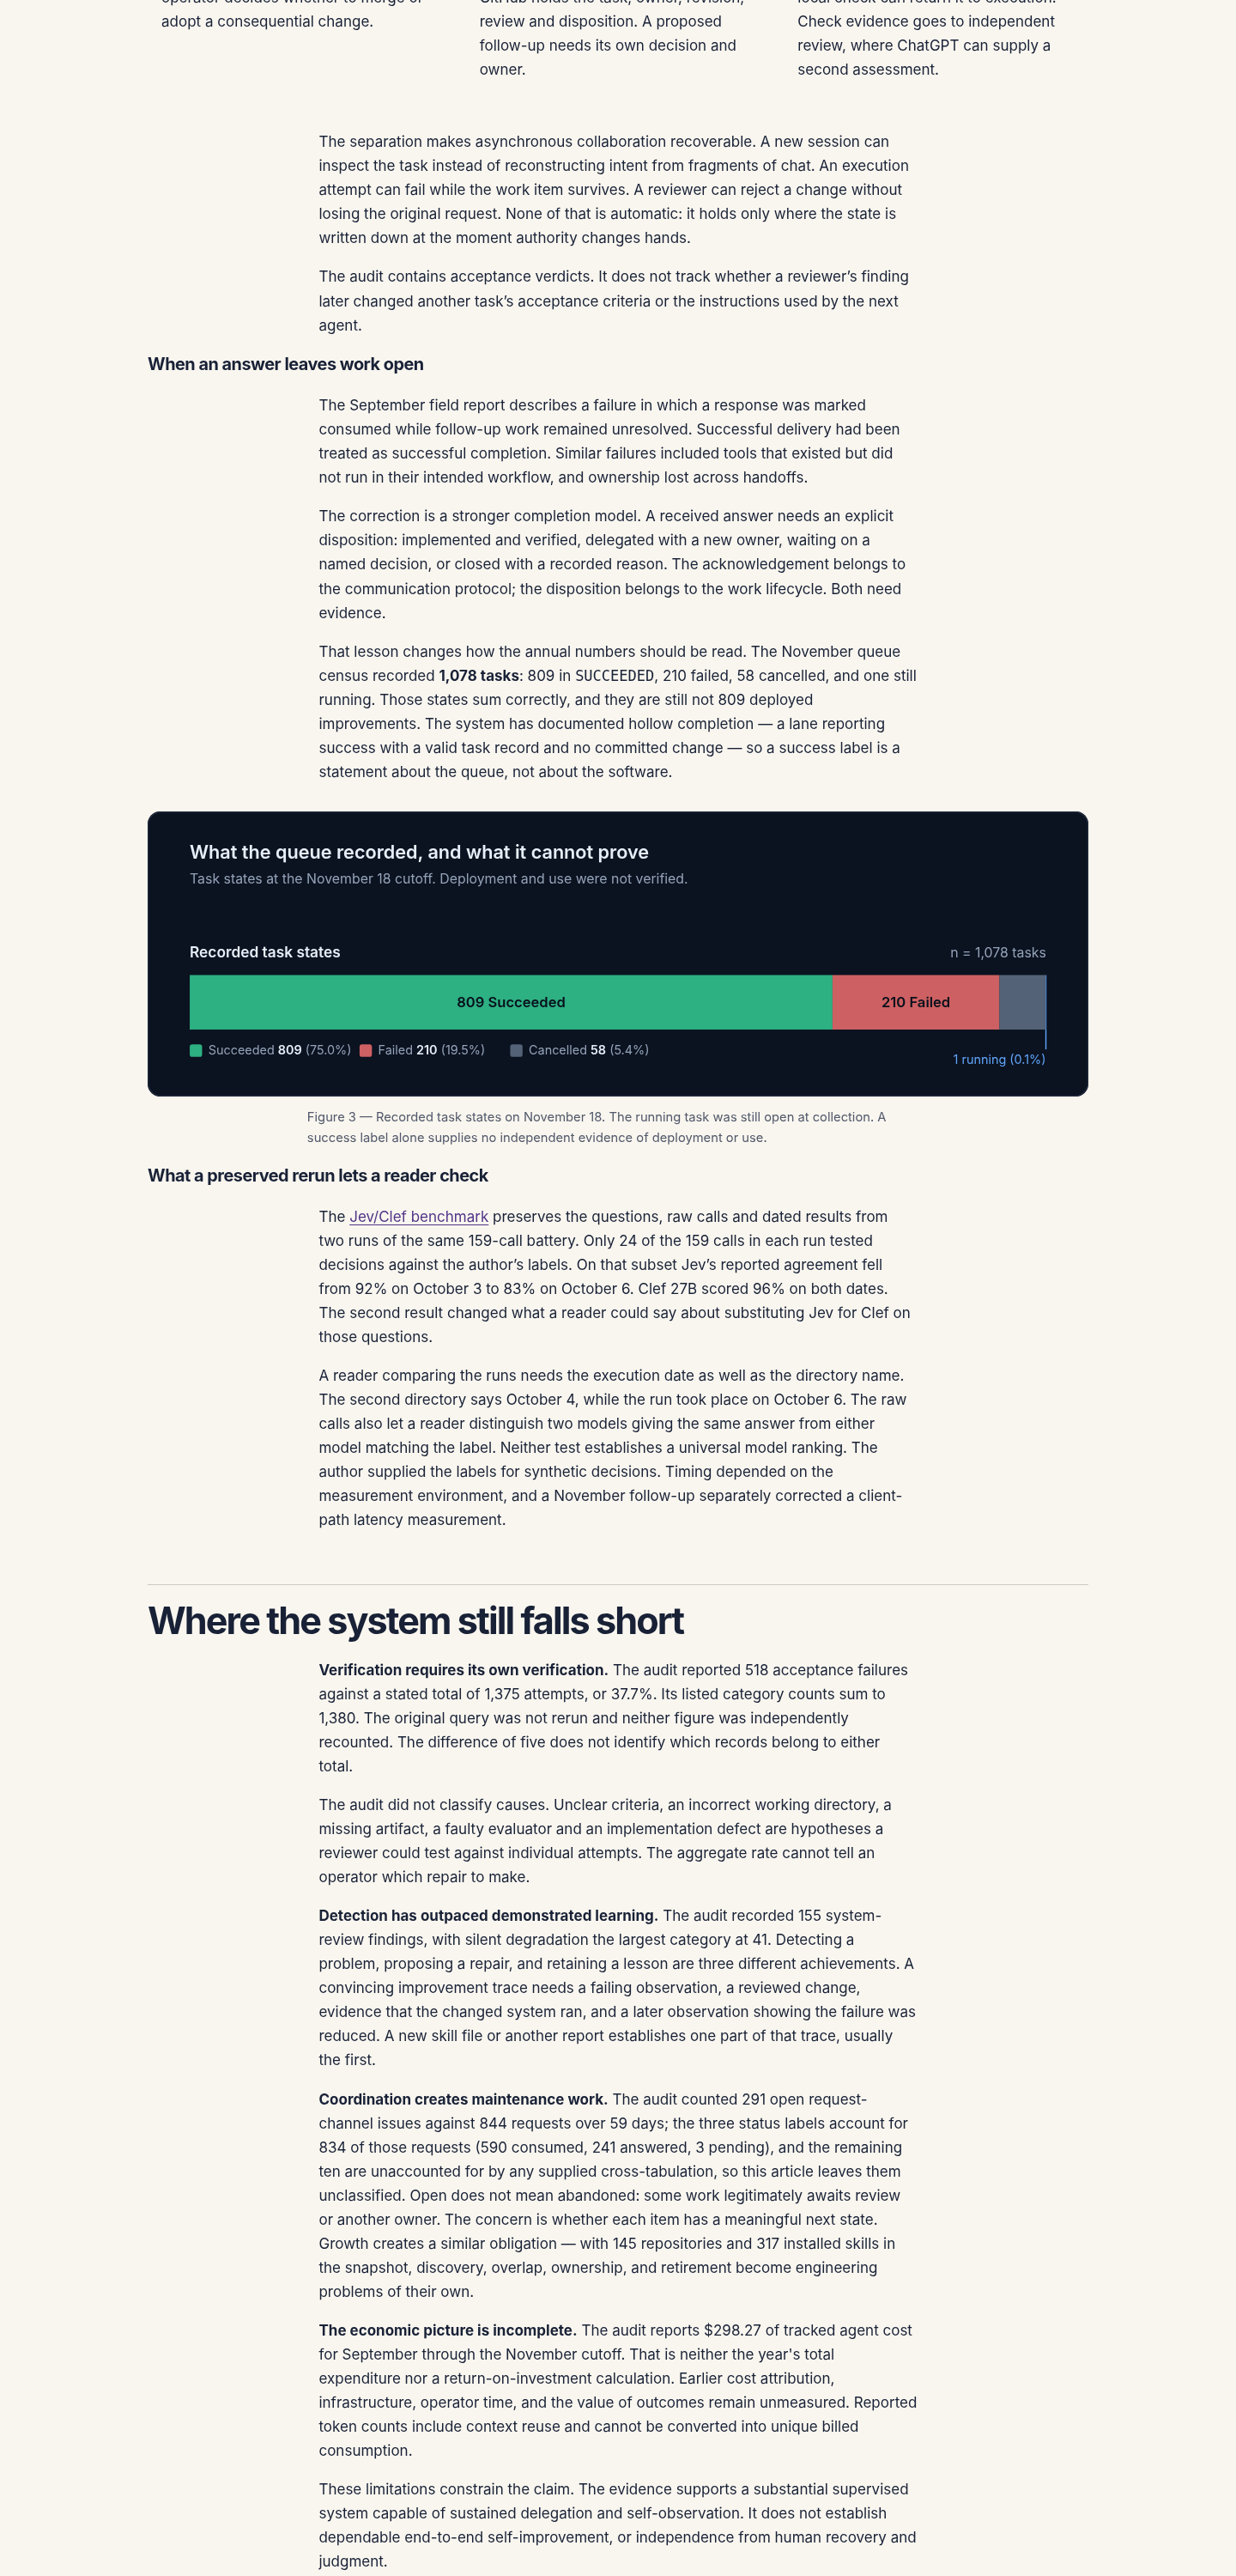 adopt a consequential change.
review and disposition. A proposed
follow-up needs its own decision and
owner.
Check evidence goes to independent
review, where ChatGPT can supply a
second assessment.
The separation makes asynchronous collaboration recoverable. A new session can
inspect the task instead of reconstructing intent from fragments of chat. An execution
attempt can fail while the work item survives. A reviewer can reject a change without
losing the original request. None of that is automatic: it holds only where the state is
written down at the moment authority changes hands.
The audit contains acceptance verdicts. It does not track whether a reviewer’s finding
later changed another task’s acceptance criteria or the instructions used by the next
agent.
When an answer leaves work open
The September field report describes a failure in which a response was marked
consumed while follow-up work remained unresolved. Successful delivery had been
treated as successful completion. Similar failures included tools that existed but did
not run in their intended workflow, and ownership lost across handoffs.
The correction is a stronger completion model. A received answer needs an explicit
disposition: implemented and verified, delegated with a new owner, waiting on a
named decision, or closed with a recorded reason. The acknowledgement belongs to
the communication protocol; the disposition belongs to the work lifecycle. Both need
evidence.
That lesson changes how the annual numbers should be read. The November queue
census recorded 1,078 tasks: 809 in SUCCEEDED, 210 failed, 58 cancelled, and one still
running. Those states sum correctly, and they are still not 809 deployed
improvements. The system has documented hollow completion — a lane reporting
success with a valid task record and no committed change — so a success label is a
statement about the queue, not about the software.
What the queue recorded, and what it cannot prove
Task states at the November 18 cutoff. Deployment and use were not verified.
Recorded task states
n = 1,078 tasks
809 Succeeded
210 Failed
Succeeded 809 (75.0%)
Failed 210 (19.5%)
Cancelled 58 (5.4%)
1 running (0.1%)
Figure 3 — Recorded task states on November 18. The running task was still open at collection. A
success label alone supplies no independent evidence of deployment or use.
What a preserved rerun lets a reader check
The Jev/Clef benchmark preserves the questions, raw calls and dated results from
two runs of the same 159-call battery. Only 24 of the 159 calls in each run tested
decisions against the author’s labels. On that subset Jev’s reported agreement fell
from 92% on October 3 to 83% on October 6. Clef 27B scored 96% on both dates.
The second result changed what a reader could say about substituting Jev for Clef on
those questions.
A reader comparing the runs needs the execution date as well as the directory name.
The second directory says October 4, while the run took place on October 6. The raw
calls also let a reader distinguish two models giving the same answer from either
model matching the label. Neither test establishes a universal model ranking. The
author supplied the labels for synthetic decisions. Timing depended on the
measurement environment, and a November follow-up separately corrected a client-
path latency measurement.
Where the system still falls short
Verification requires its own verification. The audit reported 518 acceptance failures
against a stated total of 1,375 attempts, or 37.7%. Its listed category counts sum to
1,380. The original query was not rerun and neither figure was independently
recounted. The difference of five does not identify which records belong to either
total.
The audit did not classify causes. Unclear criteria, an incorrect working directory, a
missing artifact, a faulty evaluator and an implementation defect are hypotheses a
reviewer could test against individual attempts. The aggregate rate cannot tell an
operator which repair to make.
Detection has outpaced demonstrated learning. The audit recorded 155 system-
review findings, with silent degradation the largest category at 41. Detecting a
problem, proposing a repair, and retaining a lesson are three different achievements. A
convincing improvement trace needs a failing observation, a reviewed change,
evidence that the changed system ran, and a later observation showing the failure was
reduced. A new skill file or another report establishes one part of that trace, usually
the first.
Coordination creates maintenance work. The audit counted 291 open request-
channel issues against 844 requests over 59 days; the three status labels account for
834 of those requests (590 consumed, 241 answered, 3 pending), and the remaining
ten are unaccounted for by any supplied cross-tabulation, so this article leaves them
unclassified. Open does not mean abandoned: some work legitimately awaits review
or another owner. The concern is whether each item has a meaningful next state.
Growth creates a similar obligation — with 145 repositories and 317 installed skills in
the snapshot, discovery, overlap, ownership, and retirement become engineering
problems of their own.
The economic picture is incomplete. The audit reports $298.27 of tracked agent cost
for September through the November cutoff. That is neither the year's total
expenditure nor a return-on-investment calculation. Earlier cost attribution,
infrastructure, operator time, and the value of outcomes remain unmeasured. Reported
token counts include context reuse and cannot be converted into unique billed
consumption.
These limitations constrain the claim. The evidence supports a substantial supervised
system capable of sustained delegation and self-observation. It does not establish
dependable end-to-end self-improvement, or independence from human recovery and
judgment.